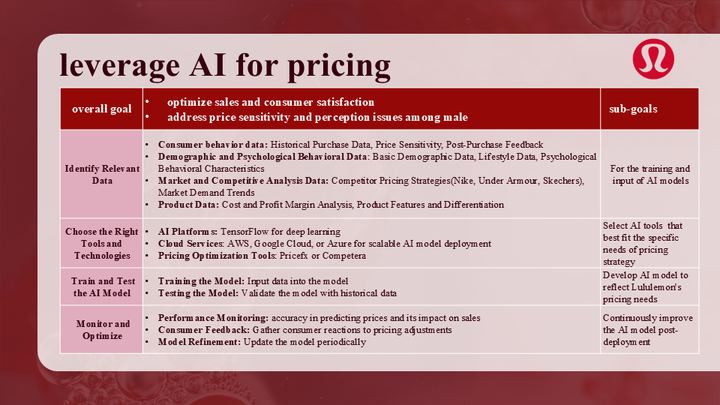 leverage AI for pricing
overall goal
• optimize sales and consumer satisfaction
• address price sensitivity and perception issues among male
sub-goals
Identify Relevant
Data
• Consumer behavior data: Historical Purchase Data, Price Sensitivity, Post-Purchase Feedback
• Demographic and Psychological Behavioral Data: Basic Demographic Data, Lifestyle Data, Psychological
Behavioral Characteristics
• Market and Competitive Analysis Data: Competitor Pricing Strategies(Nike, Under Armour, Skechers),
Market Demand Trends
• Product Data: Cost and Profit Margin Analysis, Product Features and Differentiation
For the training and
input of AI models
Choose the Right
Tools and
Technologies
• AI Platforms: TensorFlow for deep learning
• Cloud Services: AWS, Google Cloud, or Azure for scalable AI model deployment
• Pricing Optimization Tools: Pricefx or Competera
Select AI tools that
best fit the specific
needs of pricing
strategy
Train and Test
the AI Model
• Training the Model: Input data into the model
• Testing the Model: Validate the model with historical data
Develop AI model to
reflect Lululemon's
pricing needs
Monitor and
Optimize
• Performance Monitoring: accuracy in predicting prices and its impact on sales
• Consumer Feedback: Gather consumer reactions to pricing adjustments
• Model Refinement: Update the model periodically
Continuously improve
the AI model post-
deployment